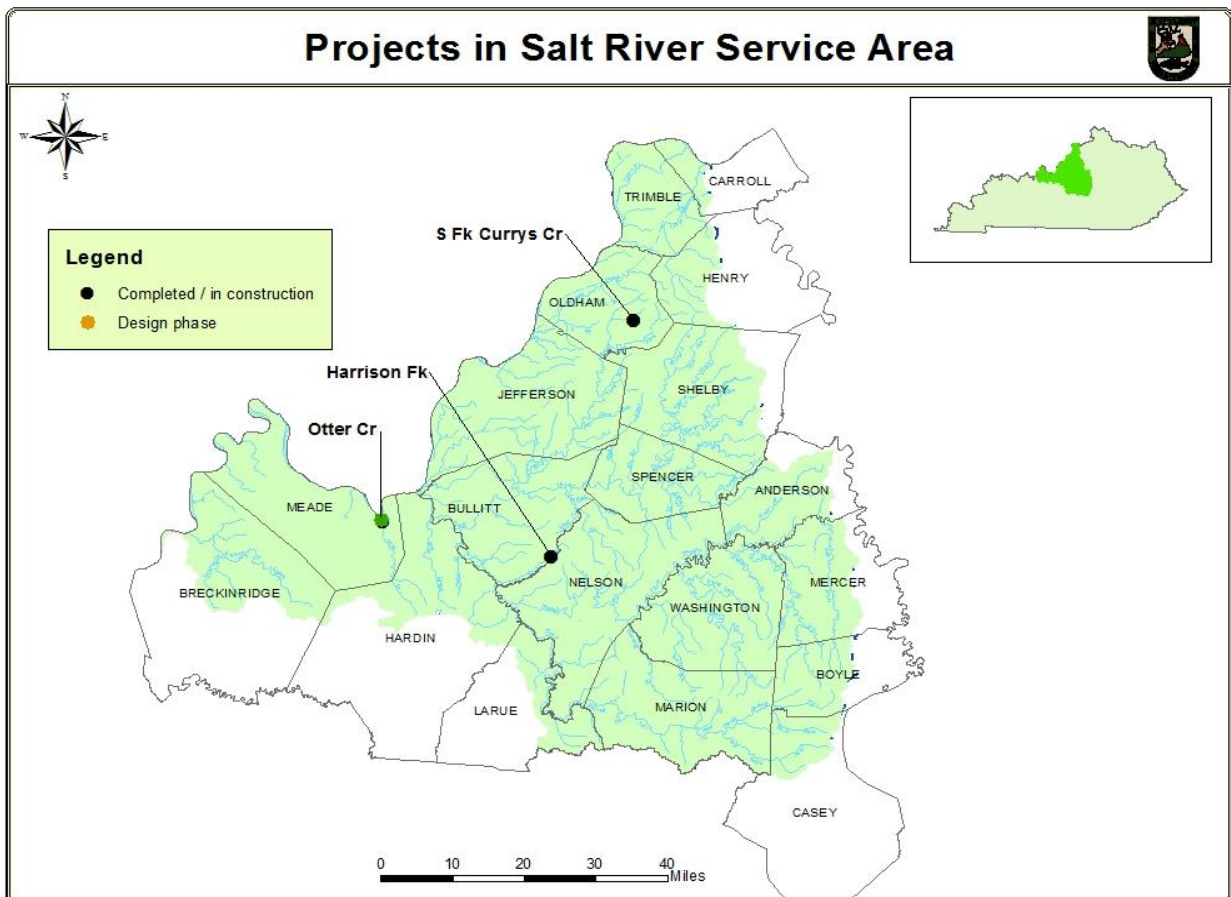 Projects in Salt River Service Area
N
W
E
S
CARROLL
TRIMBLE
S Fk Currys Cr
HENRY
Legend
Completed / in construction
Design phase
OLDHAM
Harrison Fk
JEFFERSON
SHELBY
Otter Cr
SPENCER
ANDERSON
MEADE
BULLITT
NELSON
MERCER
BRECKINRIDGE
WASHINGTON
HARDIN
BOYLE
LARUE
MARION
CASEY
0 10 20 30 40
Miles